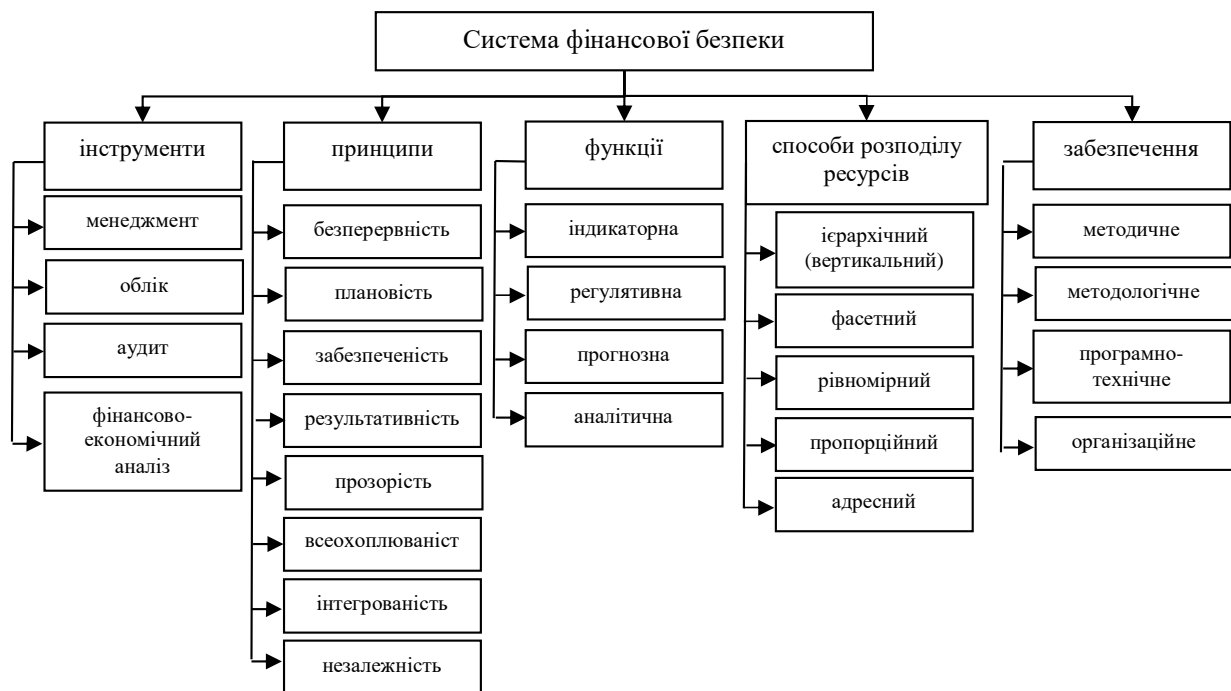 Система фінансової безпеки
інструменти
менеджмент
облік
аудит
фінансово-
економічний
аналіз
принципи
безперервність
плановість
забезпеченість
результативність
прозорість
всеохоплюваніст
інтегрованість
незалежність
функції
індикаторна
регулятивна
прогнозна
аналітична
способи розподілу
ресурсів
ієрархічний
(вертикальний)
фасетний
рівномірний
пропорційний
адресний
забезпечення
методичне
методологічне
програмно-
технічне
організаційне